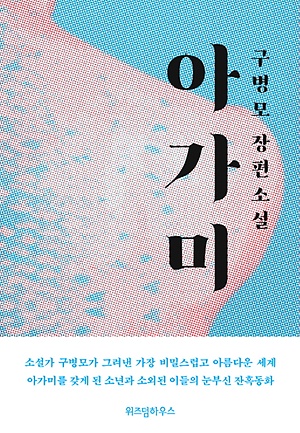 아가미
구병모 장편소설
소설가 구병모가 그려낸 가장 비밀스럽고 아름다운 세계
아가미를 갖게 된 소년과 소외된 이들의 눈부신 잔혹동화
위즈덤하우스